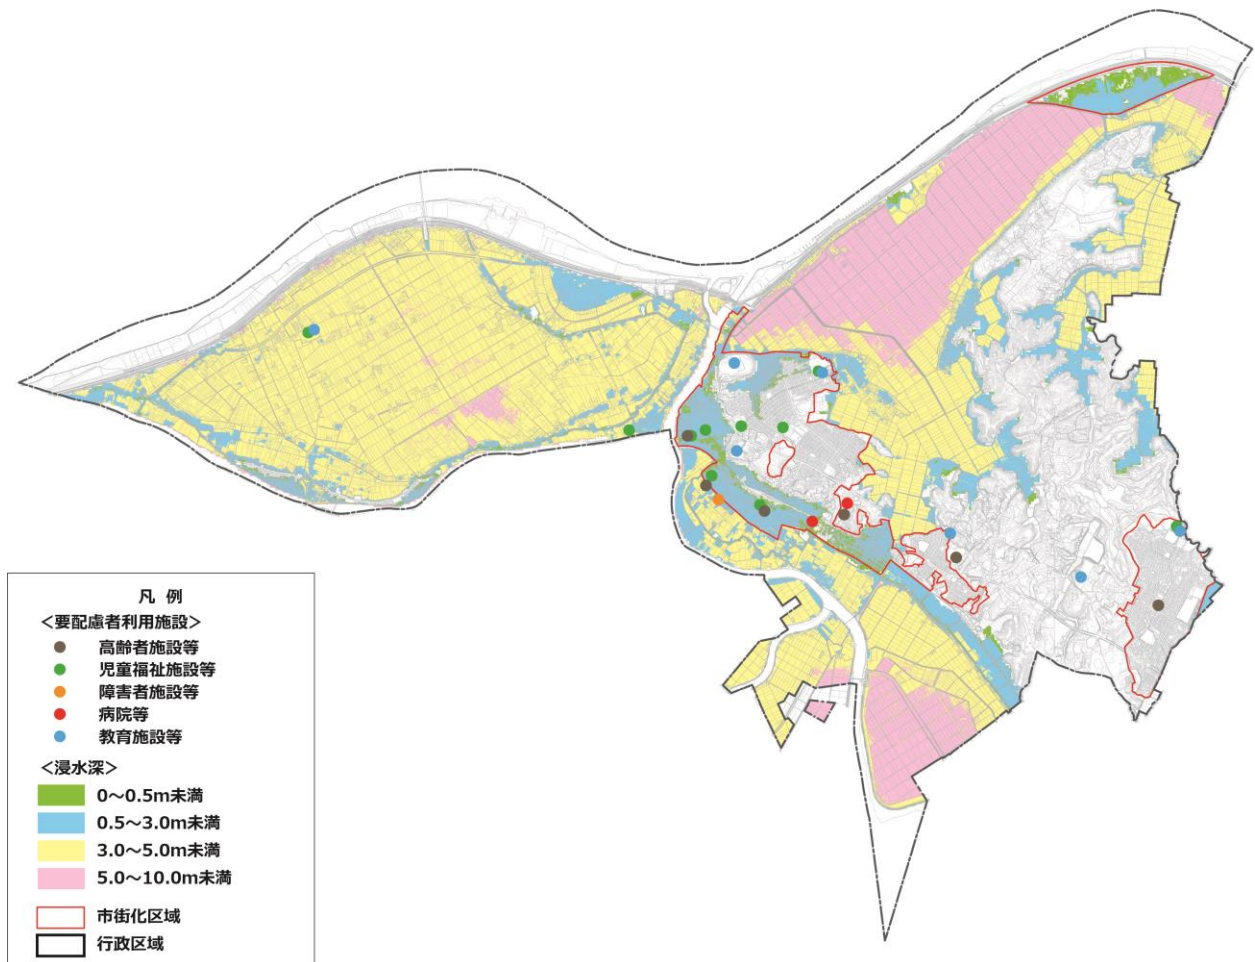 凡 例
<要配慮者利用施設>
高齢者施設等
児童福祉施設等
障害者施設等
病院等
教育施設等
<浸水深>
0～0.5m未満
0.5～3.0m未満
3.0～5.0m未満
5.0～10.0m未満
市街化区域
行政区域